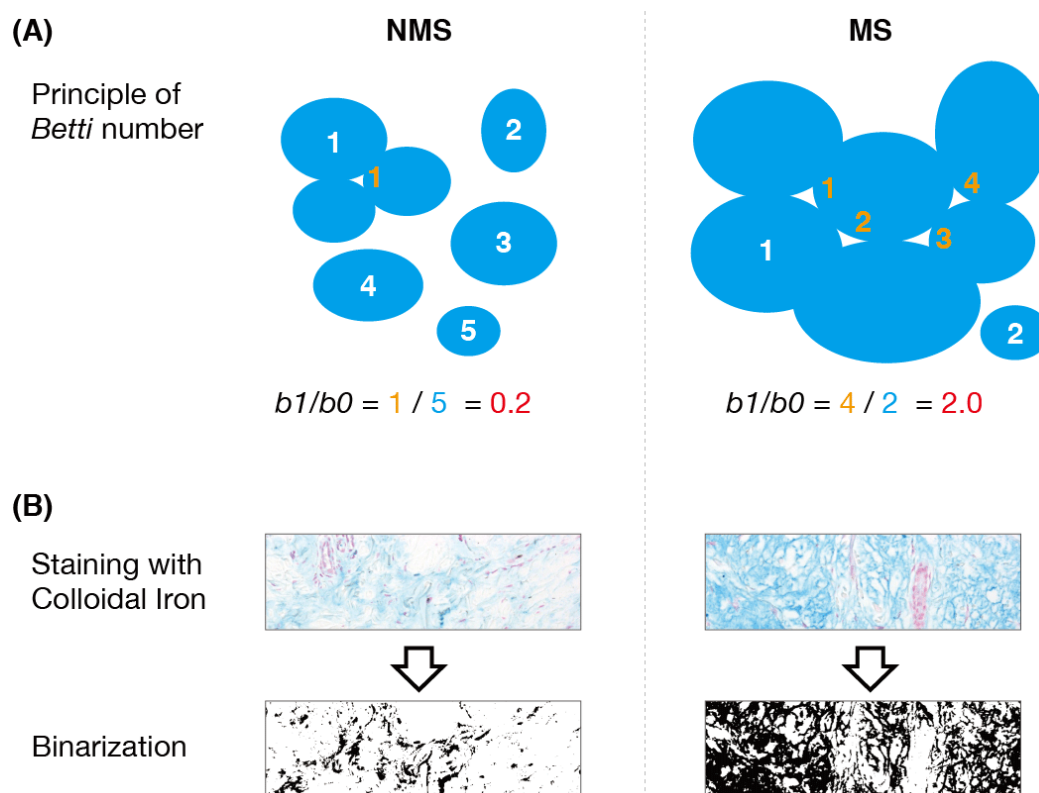 (A)
NMS
MS
Principle of
Betti number
1
1
2
3
4
5
1
2
3
4
1
2
b1/b0 = 1 / 5 = 0.2
b1/b0 = 4 / 2 = 2.0
(B)
Staining with
Colloidal Iron
Binarization